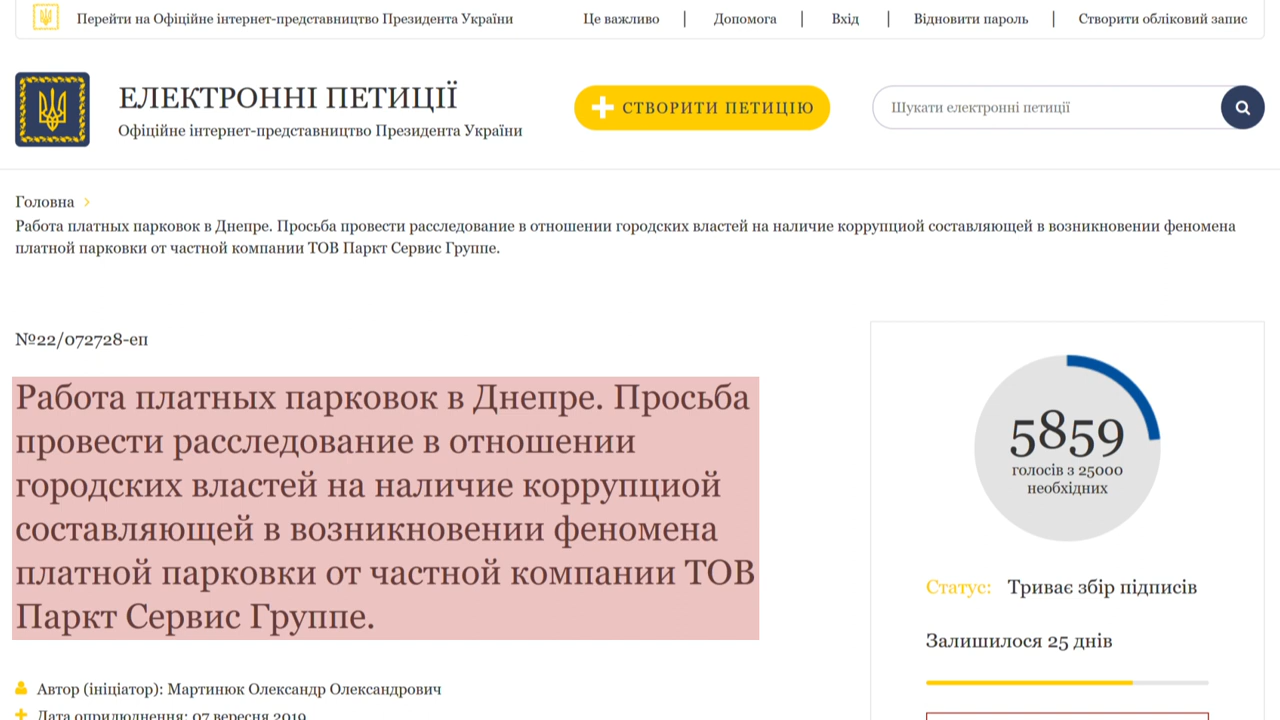 Перейти на Офіційне інтернет-представництво Президента України
Це важливо | Допомога | Вхід | Відновити пароль | Створити обліковий запис
ЕЛЕКТРОННІ ПЕТИЦІЇ
Офіційне інтернет-представництво Президента України
СТВОРИТИ ПЕТИЦІЮ
Шукати електронні петиції
Головна
Работа платных парковок в Днепре. Просьба провести расследование в отношении городских властей на наличие коррупциой составляющей в возникновении феномена
платной парковки от частной компании ТОВ Паркт Сервис Группе.
№22/072728-еп
Работа платных парковок в Днепре. Просьба
провести расследование в отношении
городских властей на наличие коррупциой
составляющей в возникновении феномена
платной парковки от частной компании ТОВ
Паркт Сервис Группе.
Автор (ініціатор): Мартинюк Олександр Олександрович
Дата оприлюднення: 07 вересня 2019
5859
голосів з 25000
необхідних
Статус: Триває збір підписів
Залишилося 25 днів